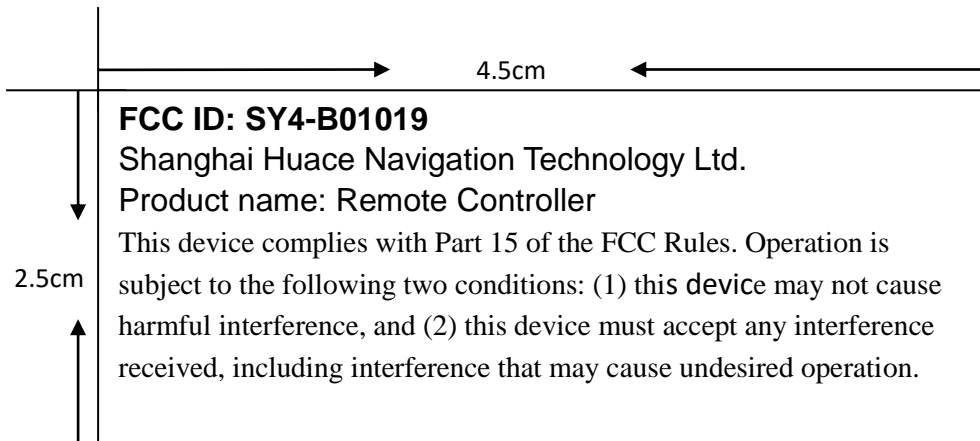 4.5cm
FCC ID: SY4-B01019
Shanghai Huace Navigation Technology Ltd.
Product name: Remote Controller
This device complies with Part 15 of the FCC Rules. Operation is
2.5cm
subject to the following two conditions: (1) this device may not cause
harmful interference, and (2) this device must accept any interference
received, including interference that may cause undesired operation.